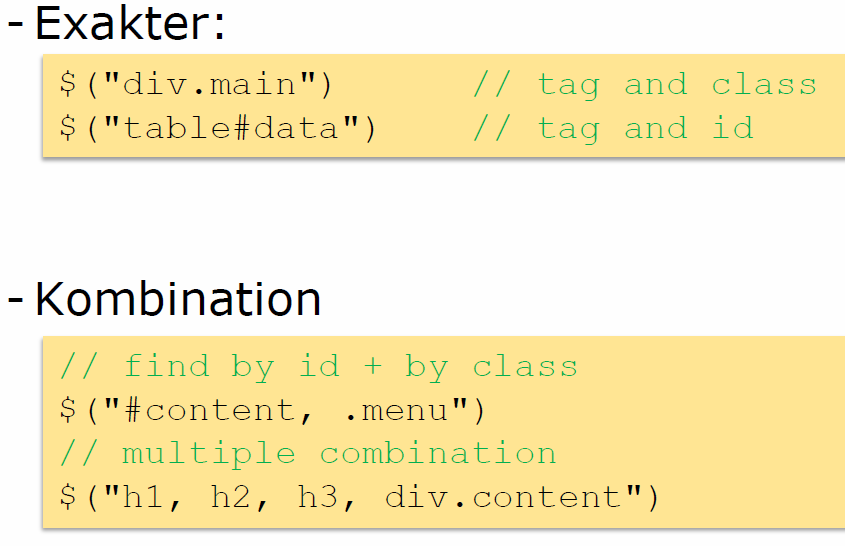 - Exakter:
$("div.main") // tag and class
$("table#data") // tag and id
- Kombination
// find by id + by class
$("#content, .menu")
// multiple combination
$("h1, h2, h3, div.content")